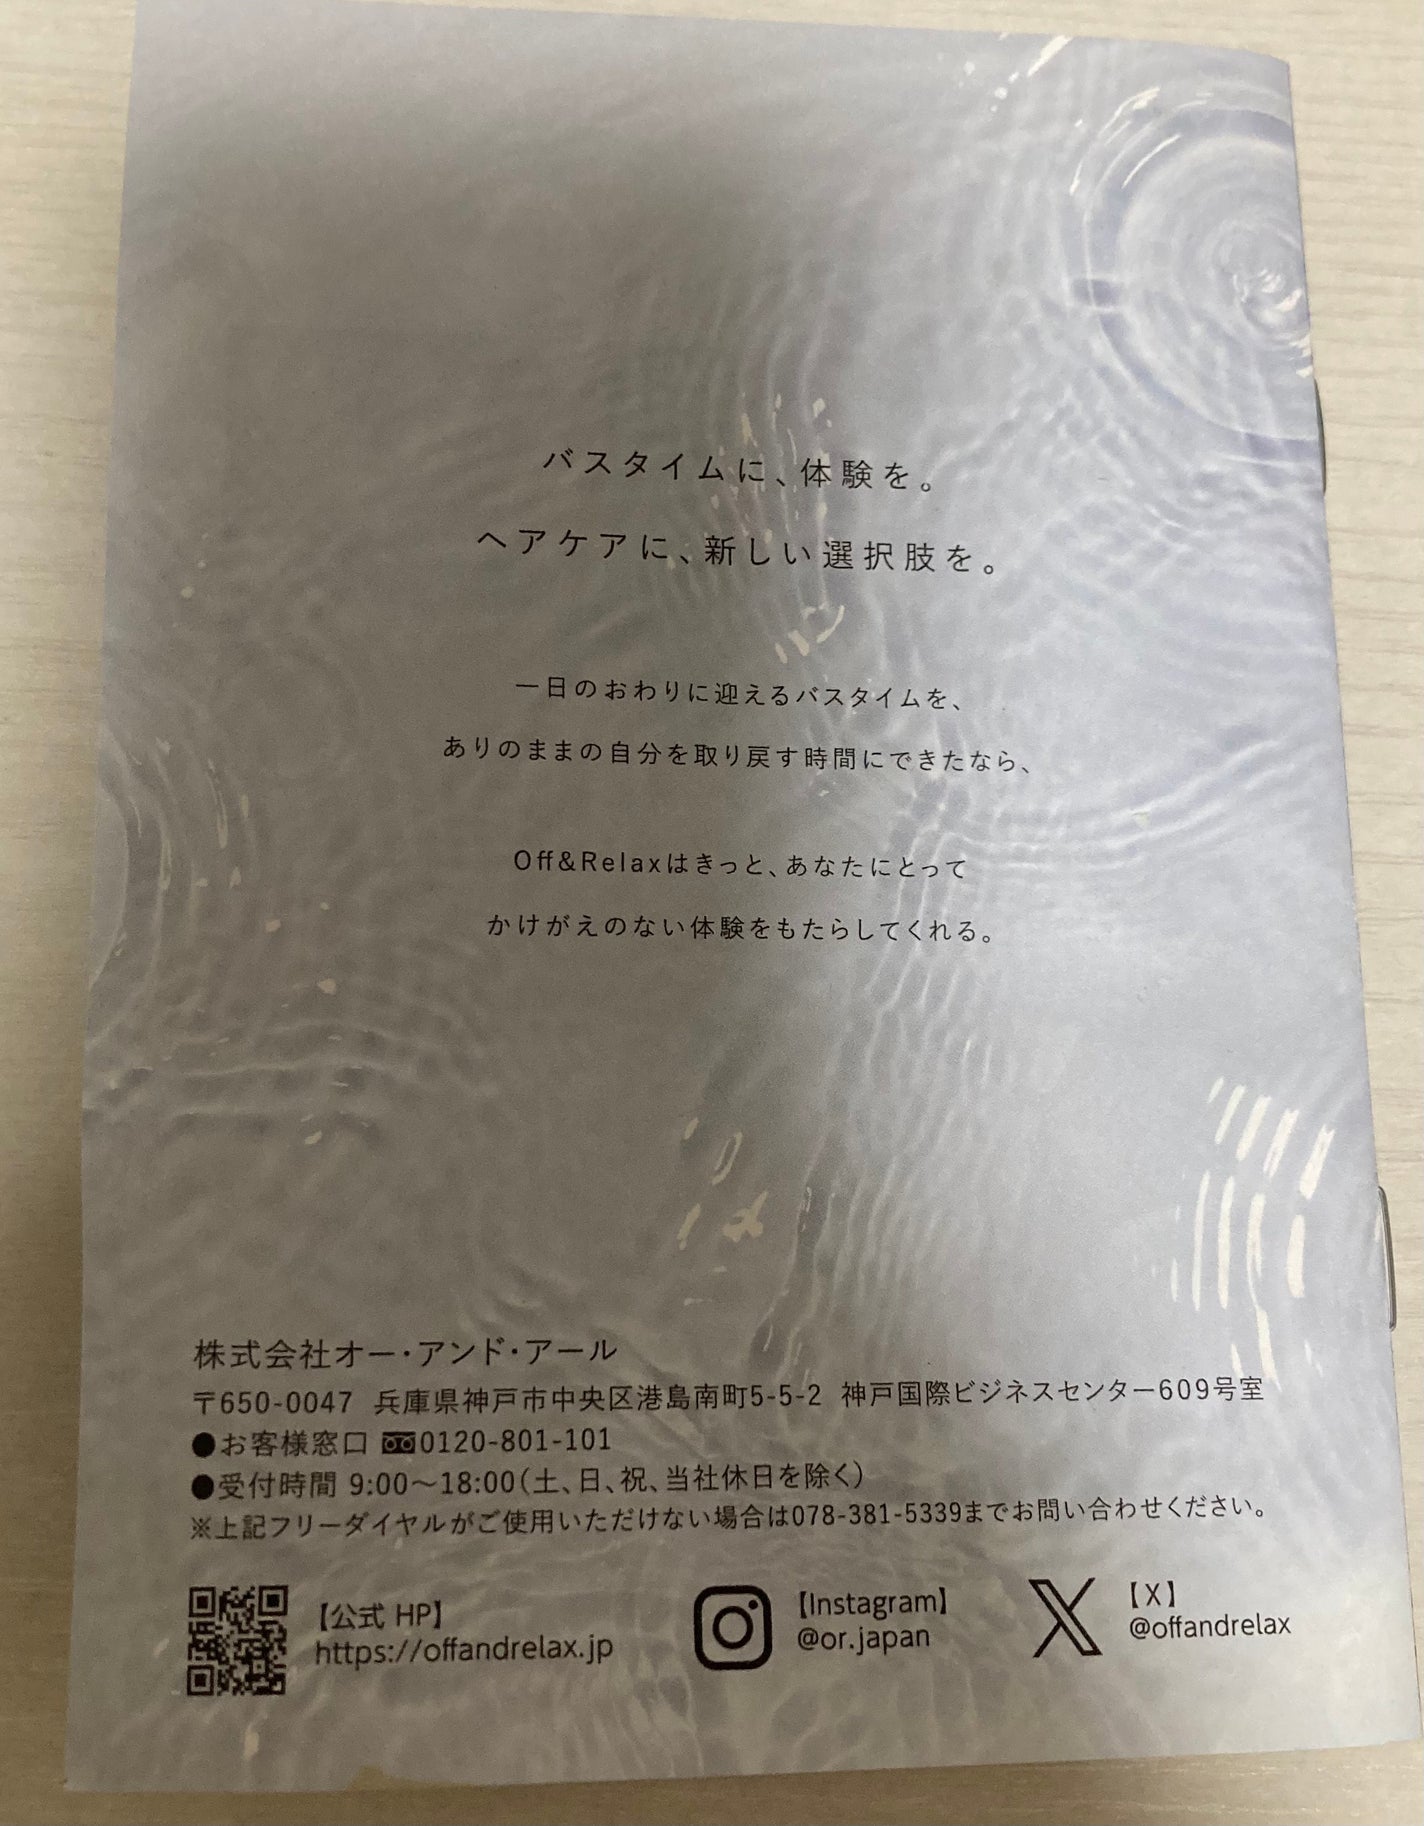 バスタイムに、体験を。
ヘアケアに、新しい選択肢を。
一日のおわりに迎えるバスタイムを、
ありのままの自分を取り戻す時間にできたなら、
Off&Relaxはきっと、あなたにとって
かけがえのない体験をもたらしてくれる。
株式会社オー・アンド・アール
〒650-0047 兵庫県神戸市中央区港島南町5-5-2 神戸国際ビジネスセンター609号室
●お客様窓口 0120-801-101
●受付時間 9:00～18:00（土、日、祝、当社休日を除く）
※上記フリーダイヤルがご使用いただけない場合は078-381-5339までお問い合わせください。
【公式 HP】
https://offandrelax.jp
【Instagram】
@or.japan
【X】
@offandrelax